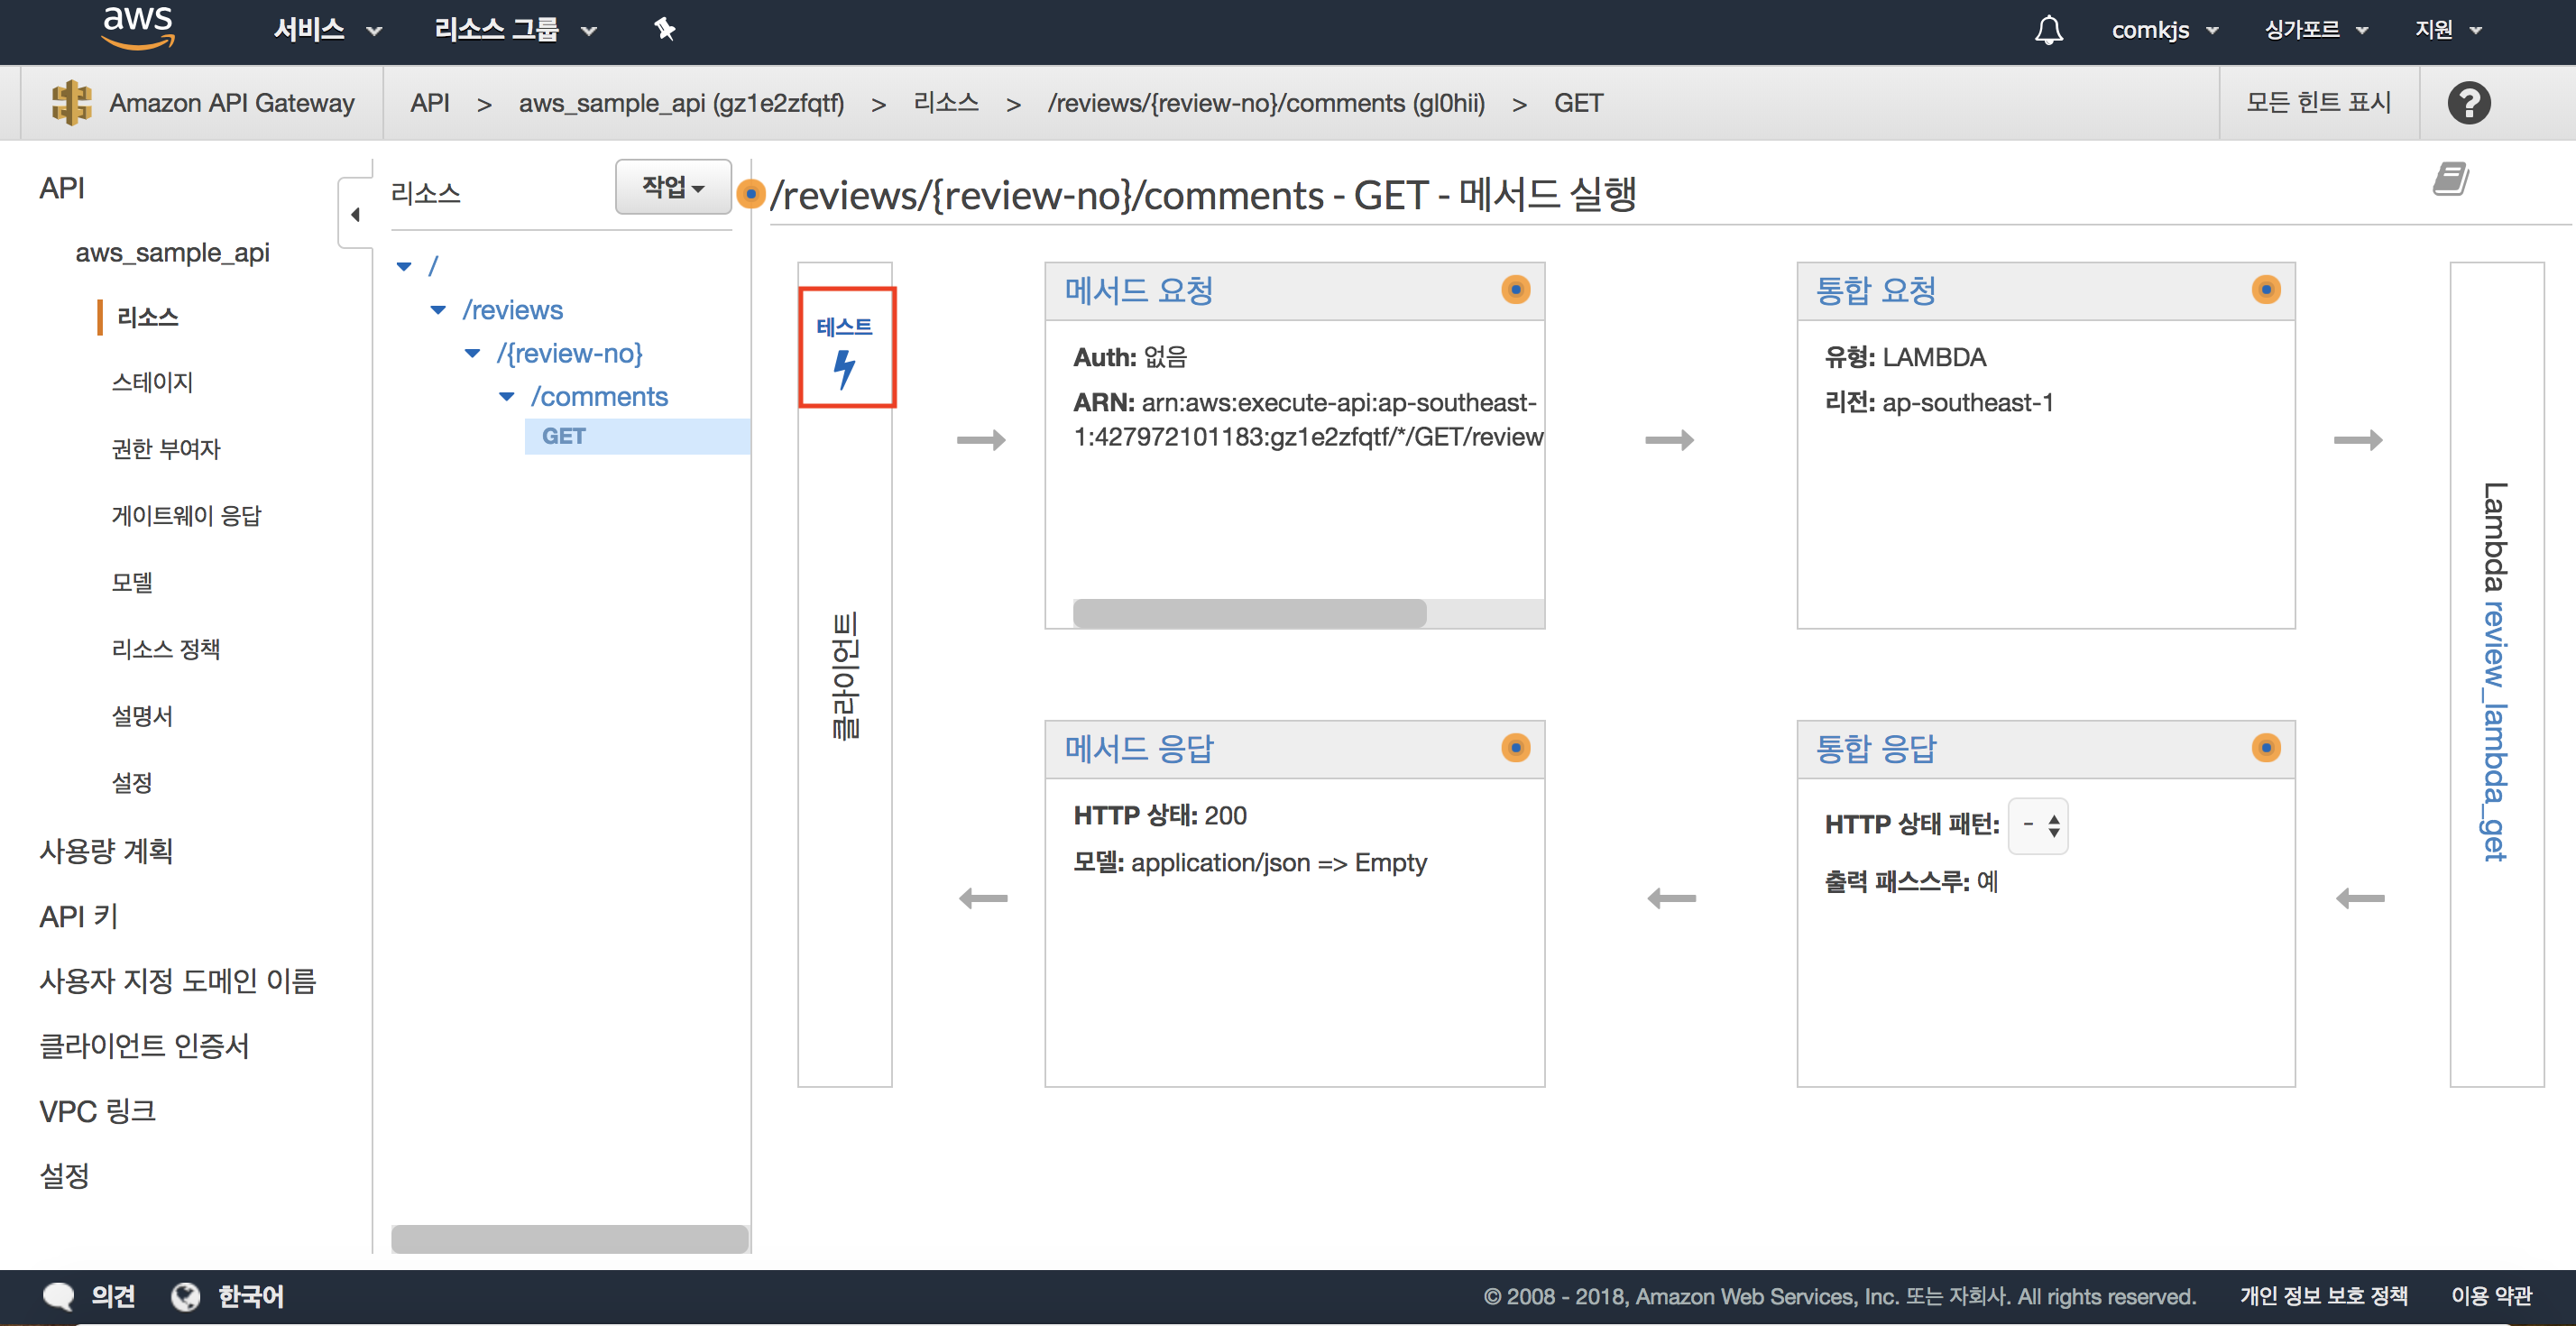 aws
서비스
리소스 그룹
comkjs
싱가포르
지원
Amazon API Gateway
API > aws_sample_api (gz1e2zfqtf) > 리소스 > /reviews/{review-no}/comments (gl0hii) > GET
모든 힌트 표시
?
API
aws_sample_api
리소스
스테이지
권한 부여자
게이트웨이 응답
모델
리소스 정책
설명서
설정
사용량 계획
API 키
사용자 지정 도메인 이름
클라이언트 인증서
VPC 링크
설정
리소스
작업
/
/reviews
/{review-no}
/comments
GET
/reviews/{review-no}/comments - GET - 메서드 실행
테스트
클라이언트
메서드 요청
Auth: 없음
ARN: arn:aws:execute-api:ap-southeast-
1:427972101183:gz1e2zfqtf/*/GET/review
통합 요청
유형: LAMBDA
리전: ap-southeast-1
Lambda review_lambda_get
메서드 응답
HTTP 상태: 200
모델: application/json => Empty
통합 응답
HTTP 상태 패턴: -
출력 패스스루: 예
의견
한국어
© 2008 - 2018, Amazon Web Services, Inc. 또는 자회사. All rights reserved.
개인 정보 보호 정책
이용 약관